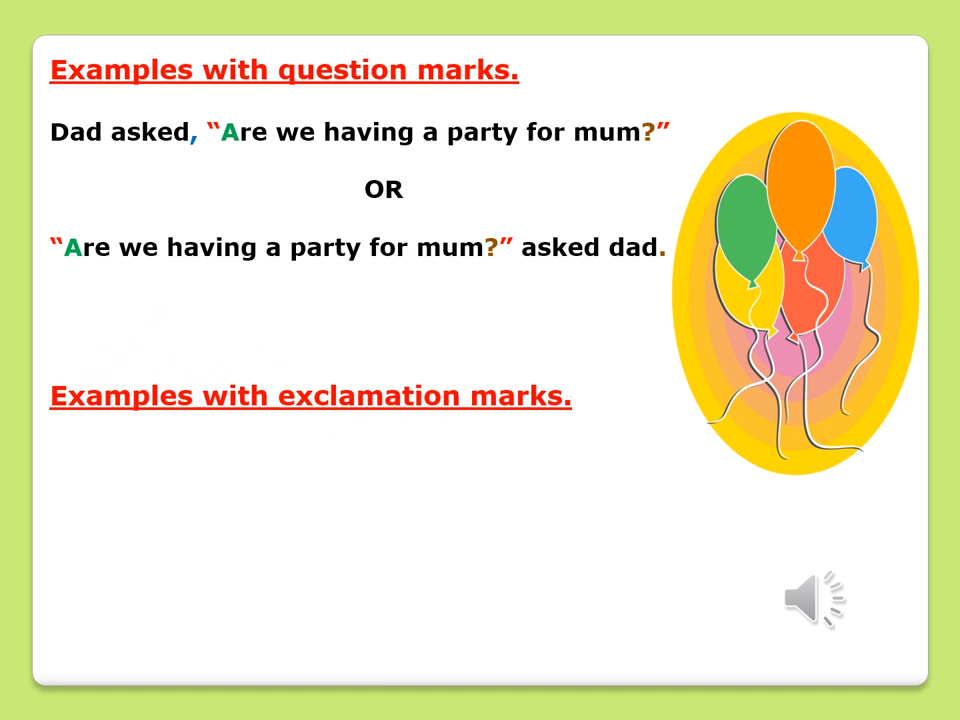 Examples with question marks.
Dad asked, “Are we having a party for mum?”
OR
“Are we having a party for mum?” asked dad.
Examples with exclamation marks.